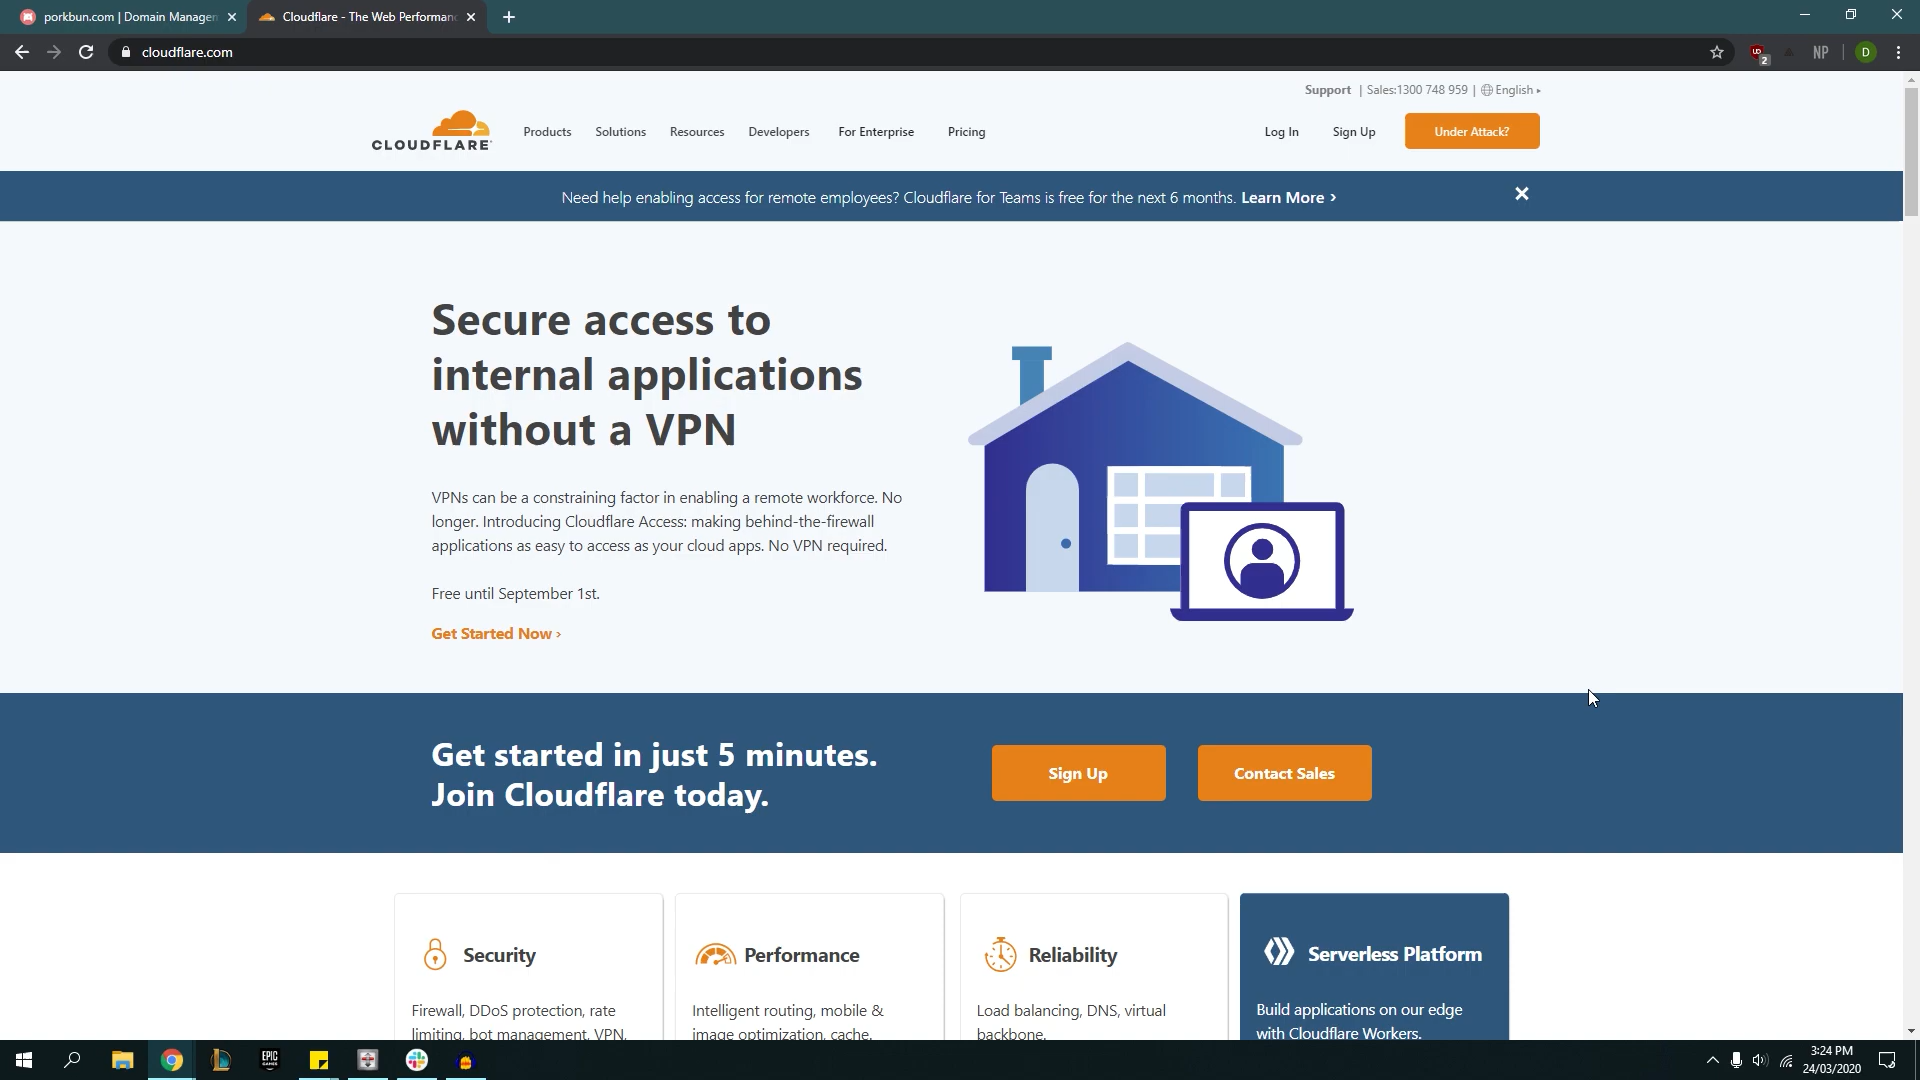 porkbun.com | Domain Manager
Cloudflare - The Web Performanc
cloudflare.com
2
NP
D
Support | Sales:1300 748 959 | English
CLOUDFLARE
Products
Solutions
Resources
Developers
For Enterprise
Pricing
Log In
Sign Up
Under Attack?
Need help enabling access for remote employees? Cloudflare for Teams is free for the next 6 months. Learn More >
Secure access to
internal applications
without a VPN
VPNs can be a constraining factor in enabling a remote workforce. No
longer. Introducing Cloudflare Access: making behind-the-firewall
applications as easy to access as your cloud apps. No VPN required.
Free until September 1st.
Get Started Now ›
Get started in just 5 minutes.
Join Cloudflare today.
Sign Up
Contact Sales
Security
Firewall, DDoS protection, rate
limiting, bot management, VPN,
Performance
Intelligent routing, mobile &
image optimization, cache.
Reliability
Load balancing, DNS, virtual
backbone.
Serverless Platform
Build applications on our edge
with Cloudflare Workers.
EPIC
GAMES
3:24 PM
24/03/2020